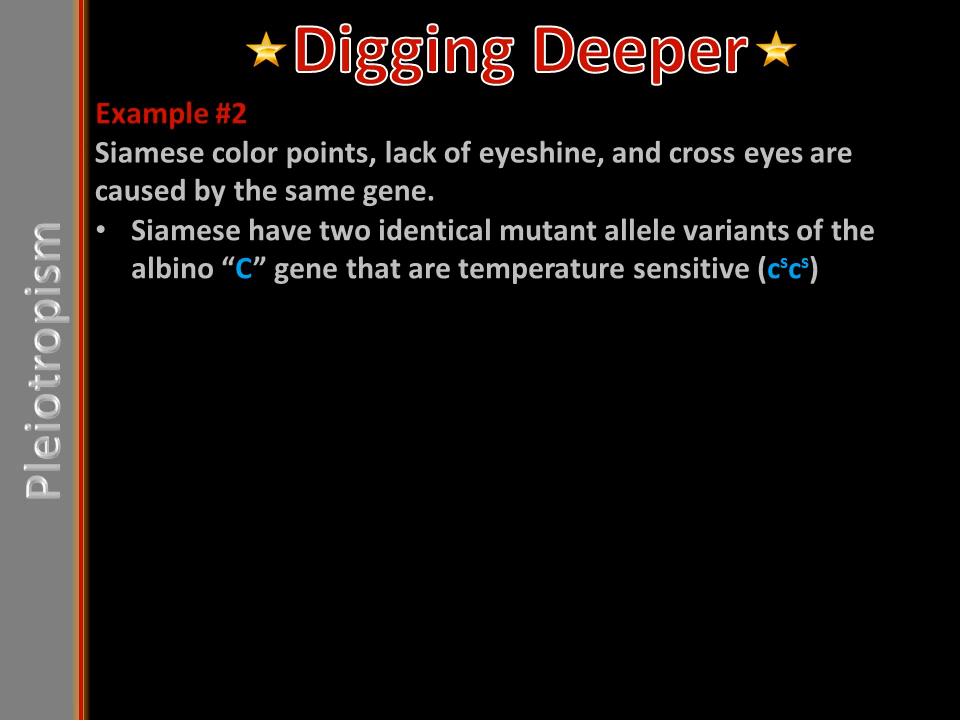 Digging Deeper
Example #2
Siamese color points, lack of eyeshine, and cross eyes are
caused by the same gene.
• Siamese have two identical mutant allele variants of the
albino “C” gene that are temperature sensitive (cˢcˢ)
Pleiotropism